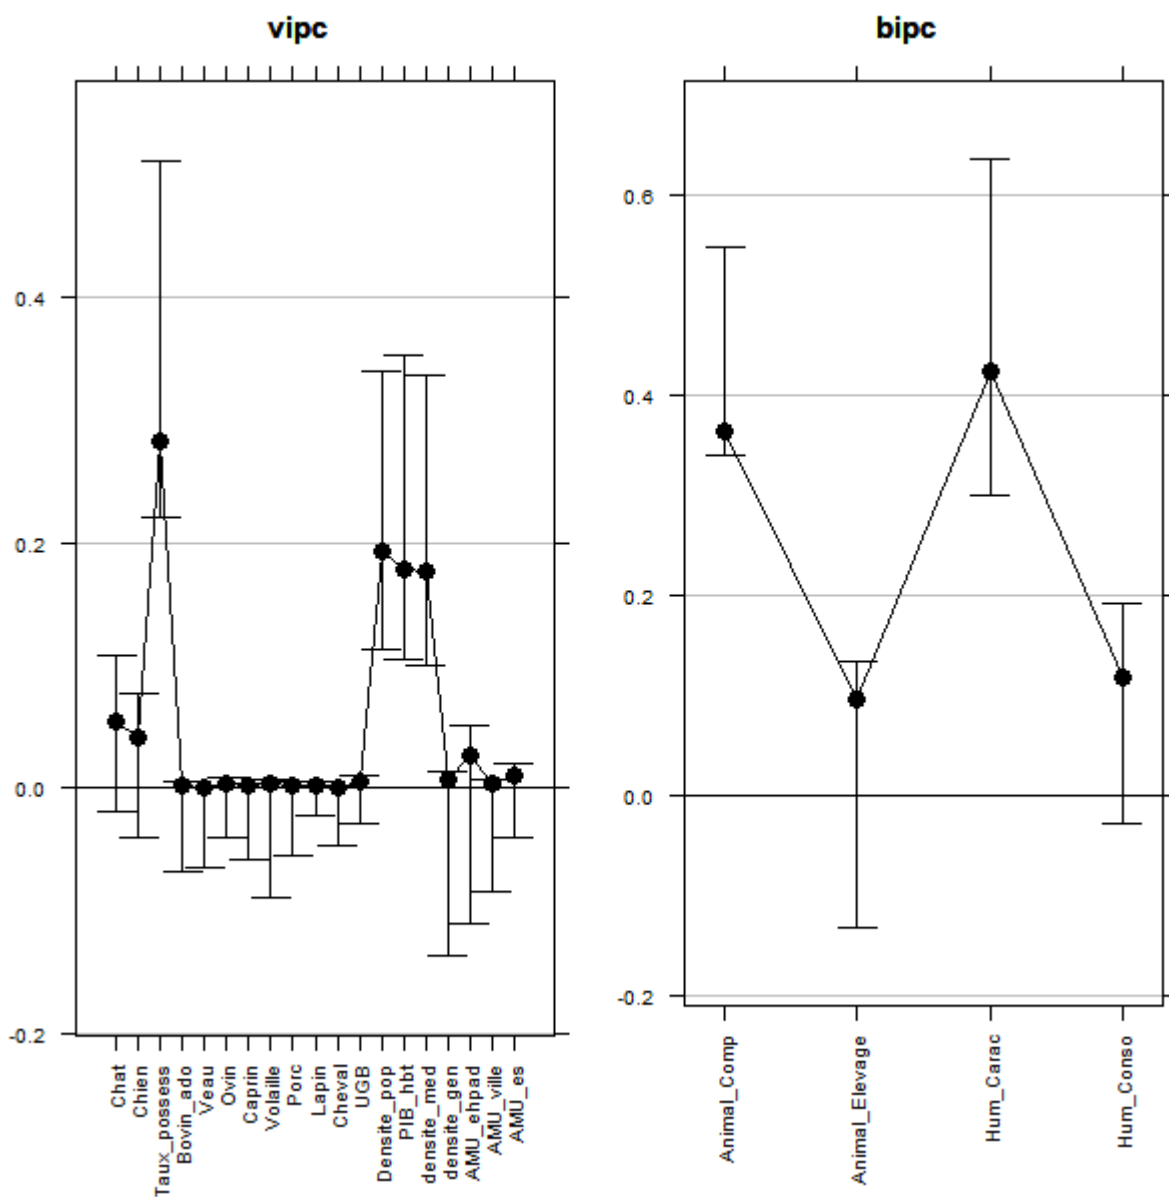 vipc
0.4
0.2
0.0
-0.2
Chat
Chien
Taux_possess
Bovin_ado
Veau
Ovin
Caprin
Volaille
Porc
Lapin
Cheval
UGB
Densite_pop
PIB_hbt
densite_med
densite_gen
AMU_ehpad
AMU_ville
AMU_es
bipc
0.6
0.4
0.2
0.0
-0.2
Animal_Comp
Animal_Elevage
Hum_Carac
Hum_Conso